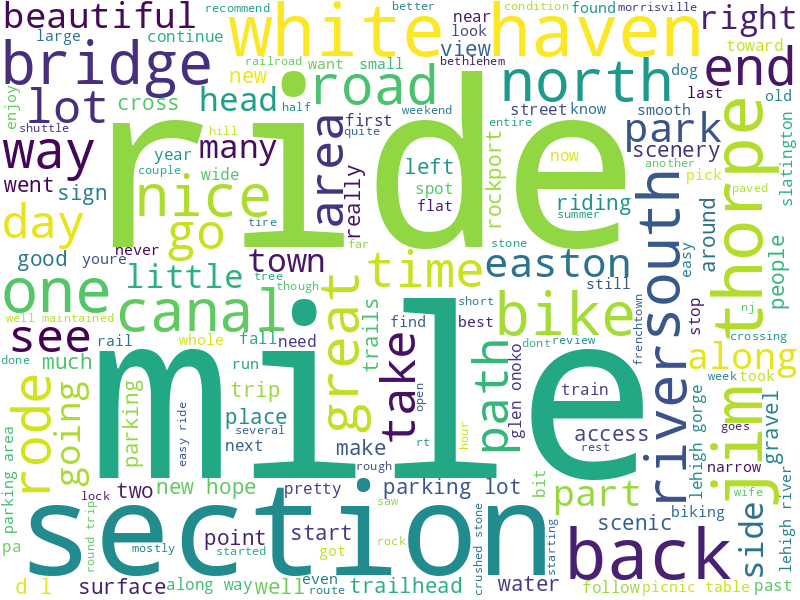 recommend
better
condition
morrisville
beautiful
white haven
near
found
right
large
continue
look
view
toward
bridge
railroad
want
small
bethlehem
new
road
north
dog
end
enjoy
lot
cross
head
half
weekend
street
know
smooth
last
old
shuttle
hill
first
entire
park
way
quite
many
area
ride
now
scenery
couple
year
wide
left
another
jim thorpe
slatington
went
sign
nice
really
spot
flat
rockport
riding
pick
paved
day
go
tire
summer
south
around
never
far
stone
easy
people
good
youre
town
time
easton
still
one
little
tree
canal
though
short
bike
stop
nj
well maintained
great
trails
find
best
frenchtown
crossing
see
rail
whole
fall
need
dont
review
river
along
done
much
run
take
path
glen onoko
week
took
rode
going
parking
trip
open
train
lehigh gorge
gravel
easy ride
place
mile
rest
access
goes
several
next
make
rt
hour
rough
narrow
parking area
lock
two
new hope
pretty
parking lot
bit
part
biking
wife
side
lehigh river
round trip
saw
crushed stone
scenic
section
point
start
rock
back
pa
mostly
started
got
starting
d l
surface
along way
well
even
route
trailhead
water
follow
picnic table
past